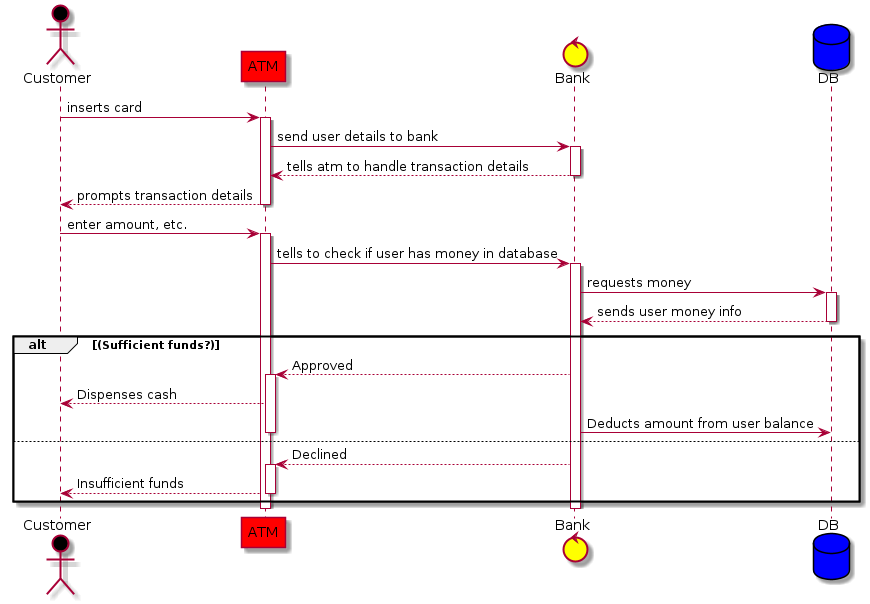 Customer
ATM
Bank
DB
inserts card
send user details to bank
tells atm to handle transaction details
prompts transaction details
enter amount, etc.
tells to check if user has money in database
requests money
sends user money info
alt [(Sufficient funds?)]
Approved
Dispenses cash
Deducts amount from user balance
Declined
Insufficient funds
Customer
ATM
Bank
DB